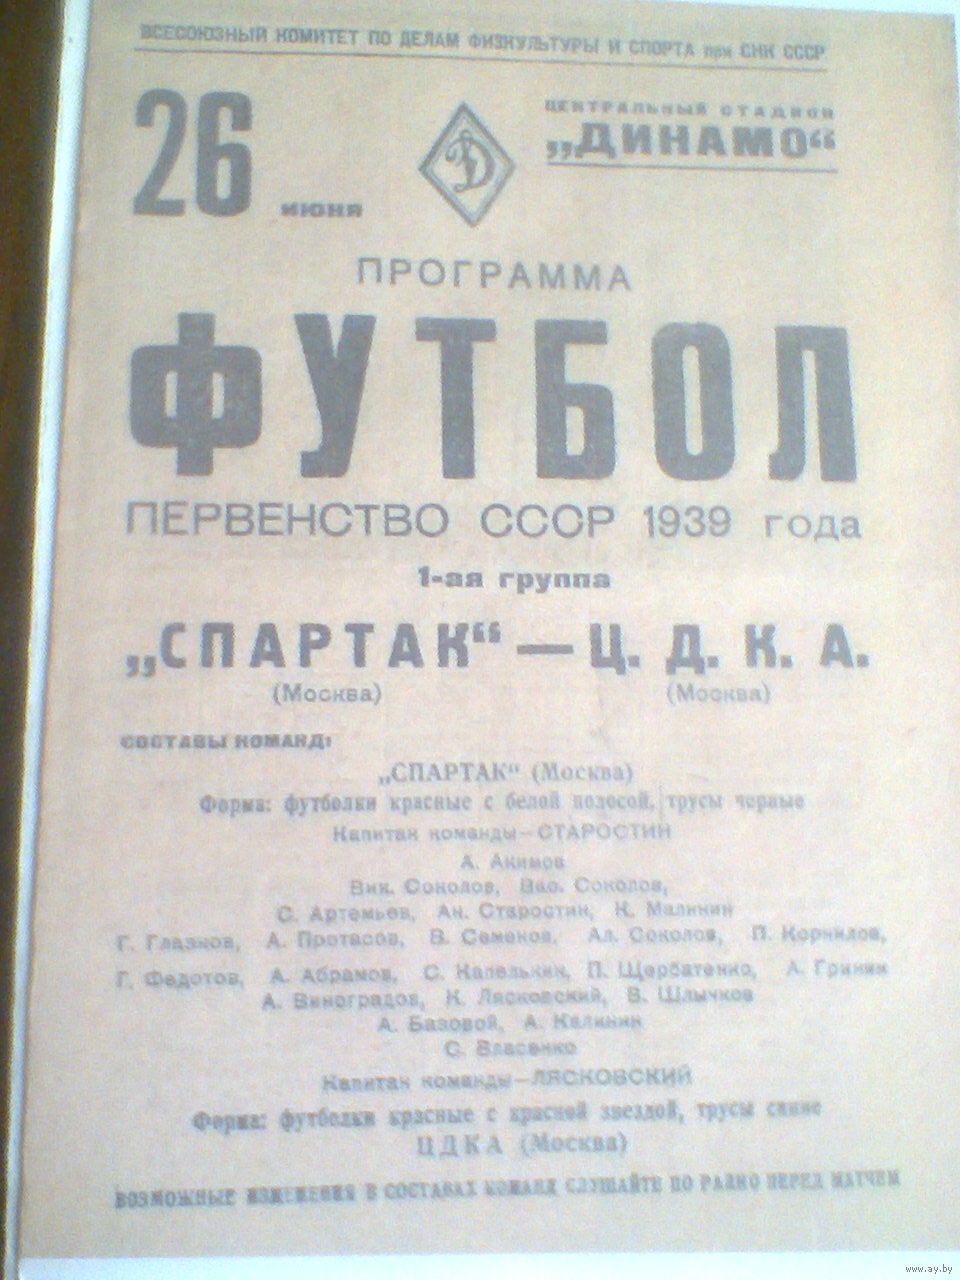 ВСЕСОЮЗНЫЙ КОМИТЕТ ПО ДЕЛАМ ФИЗКУЛЬТУРЫ И СПОРТА при СНК СССР
26 июня
ЦЕНТРАЛЬНЫЙ СТАДИОН
„ДИНАМО“
Д
ПРОГРАММА
ФУТБОЛ
ПЕРВЕНСТВО СССР 1939 года
1-ая группа
„СПАРТАК“ — Ц. Д. К. А.
(Москва) (Москва)
СОСТАВЫ КОМАНД:
„СПАРТАК“ (Москва)
Форма: футболки красные с белой полосой, трусы черные
Капитан команды—СТАРОСТИН
А. Акимов
Вик. Соколов, Вас. Соколов,
С. Артемьев, Ан. Старостин, К. Малинин
Г. Глазков, А. Протасов, В. Семенов, Ал. Соколов, П. Корнилов,
Г. Федотов, А. Абрамов, С. Капелькин, П. Щербатенко, А. Гринин
А. Виноградов, К. Лясковский, В. Шлычков
А. Базовой, А. Калинин
С. Власенко
Капитан команды—ЛЯСКОВСКИЙ
Форма: футболки красные с красной звездой, трусы синие
ЦДКА (Москва)
ВОЗМОЖНЫЕ ИЗМЕНЕНИЯ В СОСТАВАХ КОМАНД СЛУШАЙТЕ ПО РАДИО ПЕРЕД МАТЧЕМ
www.ay.by